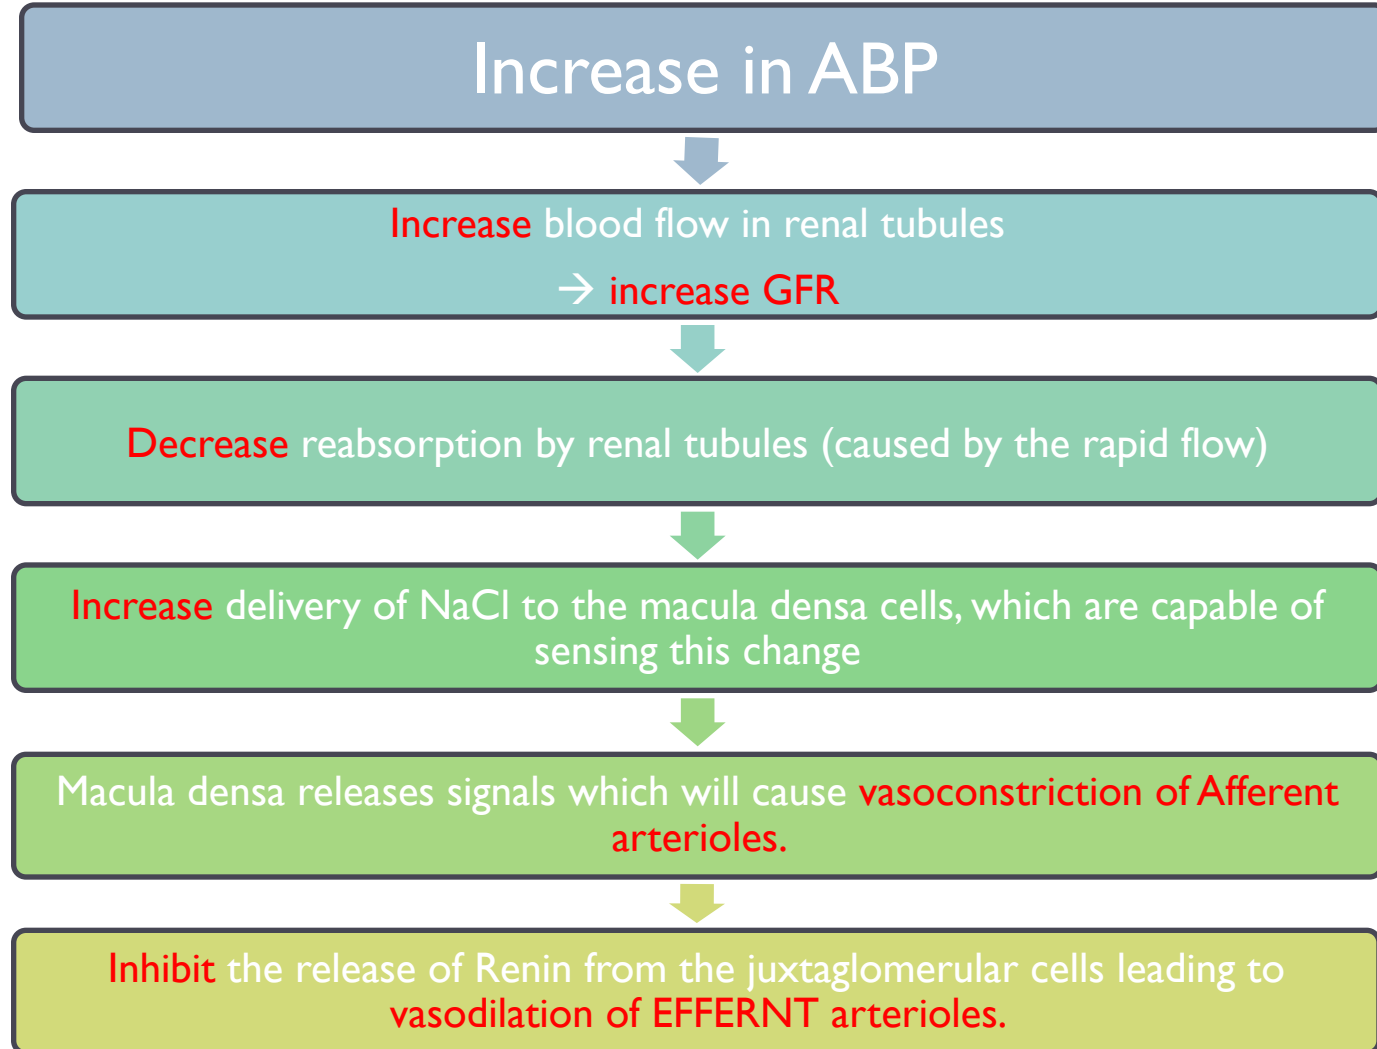 Increase in ABP
Increase blood flow in renal tubules
→ increase GFR
Decrease reabsorption by renal tubules (caused by the rapid flow)
Increase delivery of NaCl to the macula densa cells, which are capable of
sensing this change
Macula densa releases signals which will cause vasoconstriction of Afferent
arterioles.
Inhibit the release of Renin from the juxtaglomerular cells leading to
vasodilation of EFFERNT arterioles.